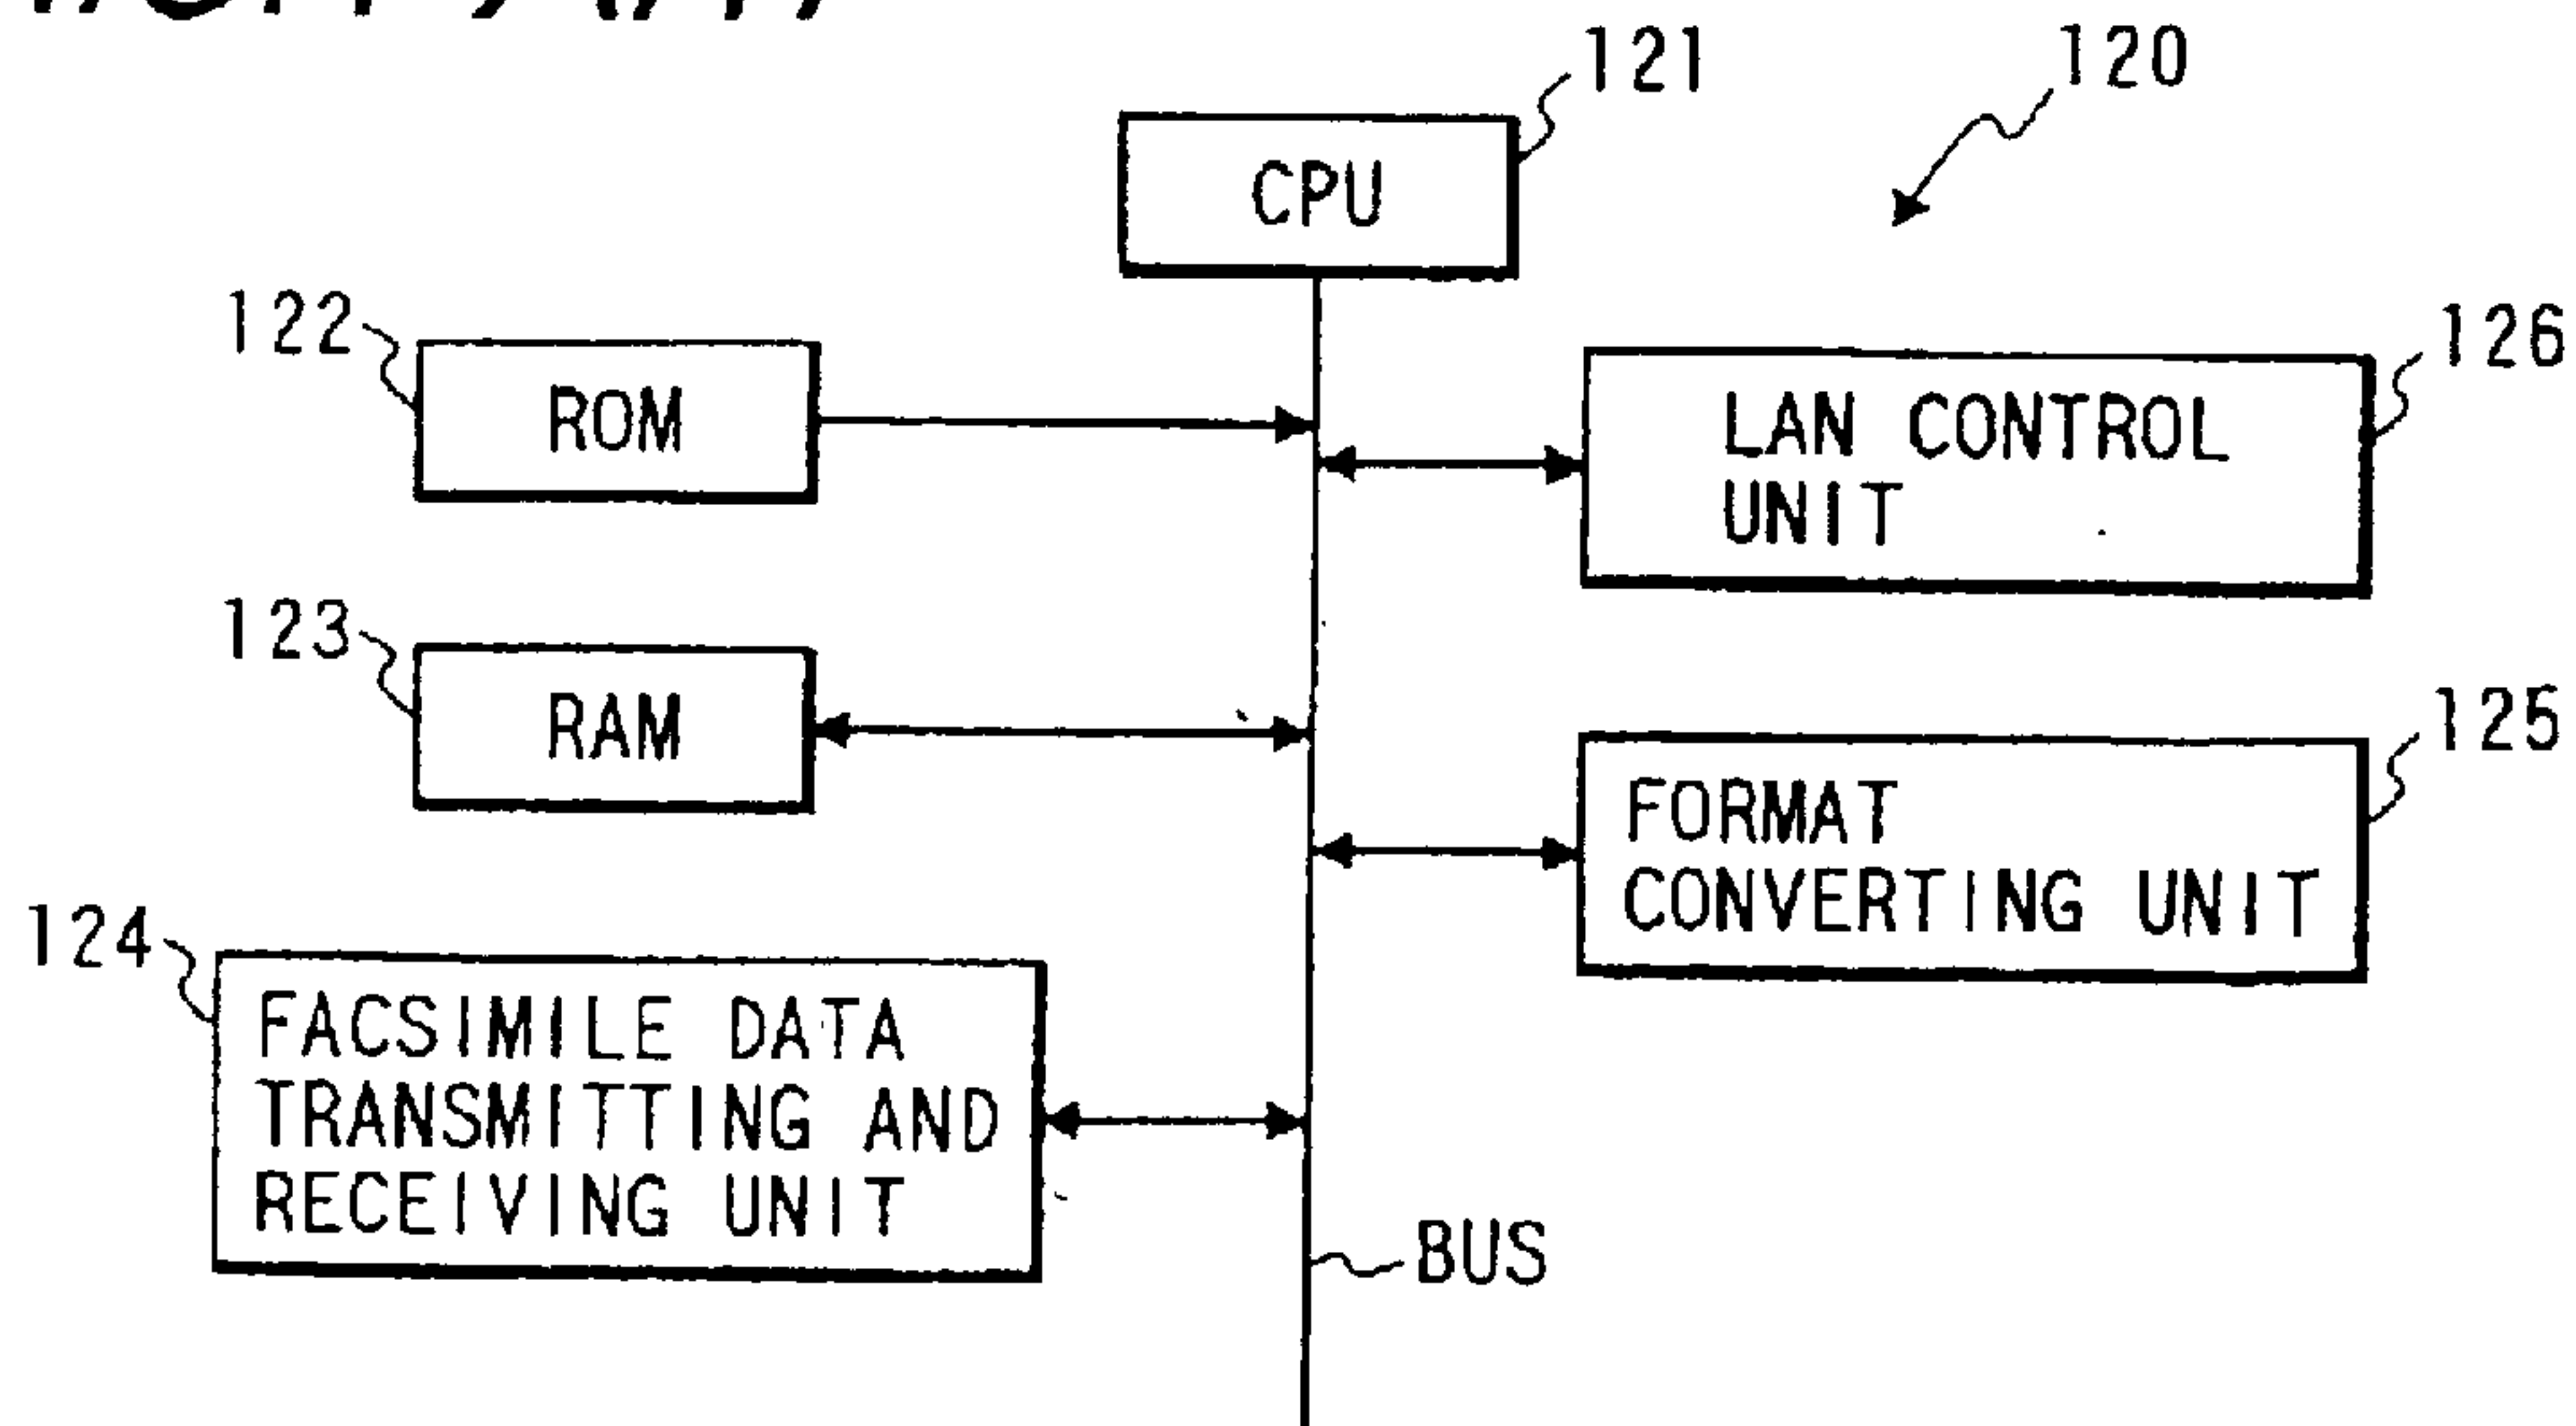 121
120
CPU
122
ROM
126
LAN CONTROL
UNIT
123
RAM
125
FORMAT
CONVERTING UNIT
124
FACSIMILE DATA
TRANSMITTING AND
RECEIVING UNIT
BUS